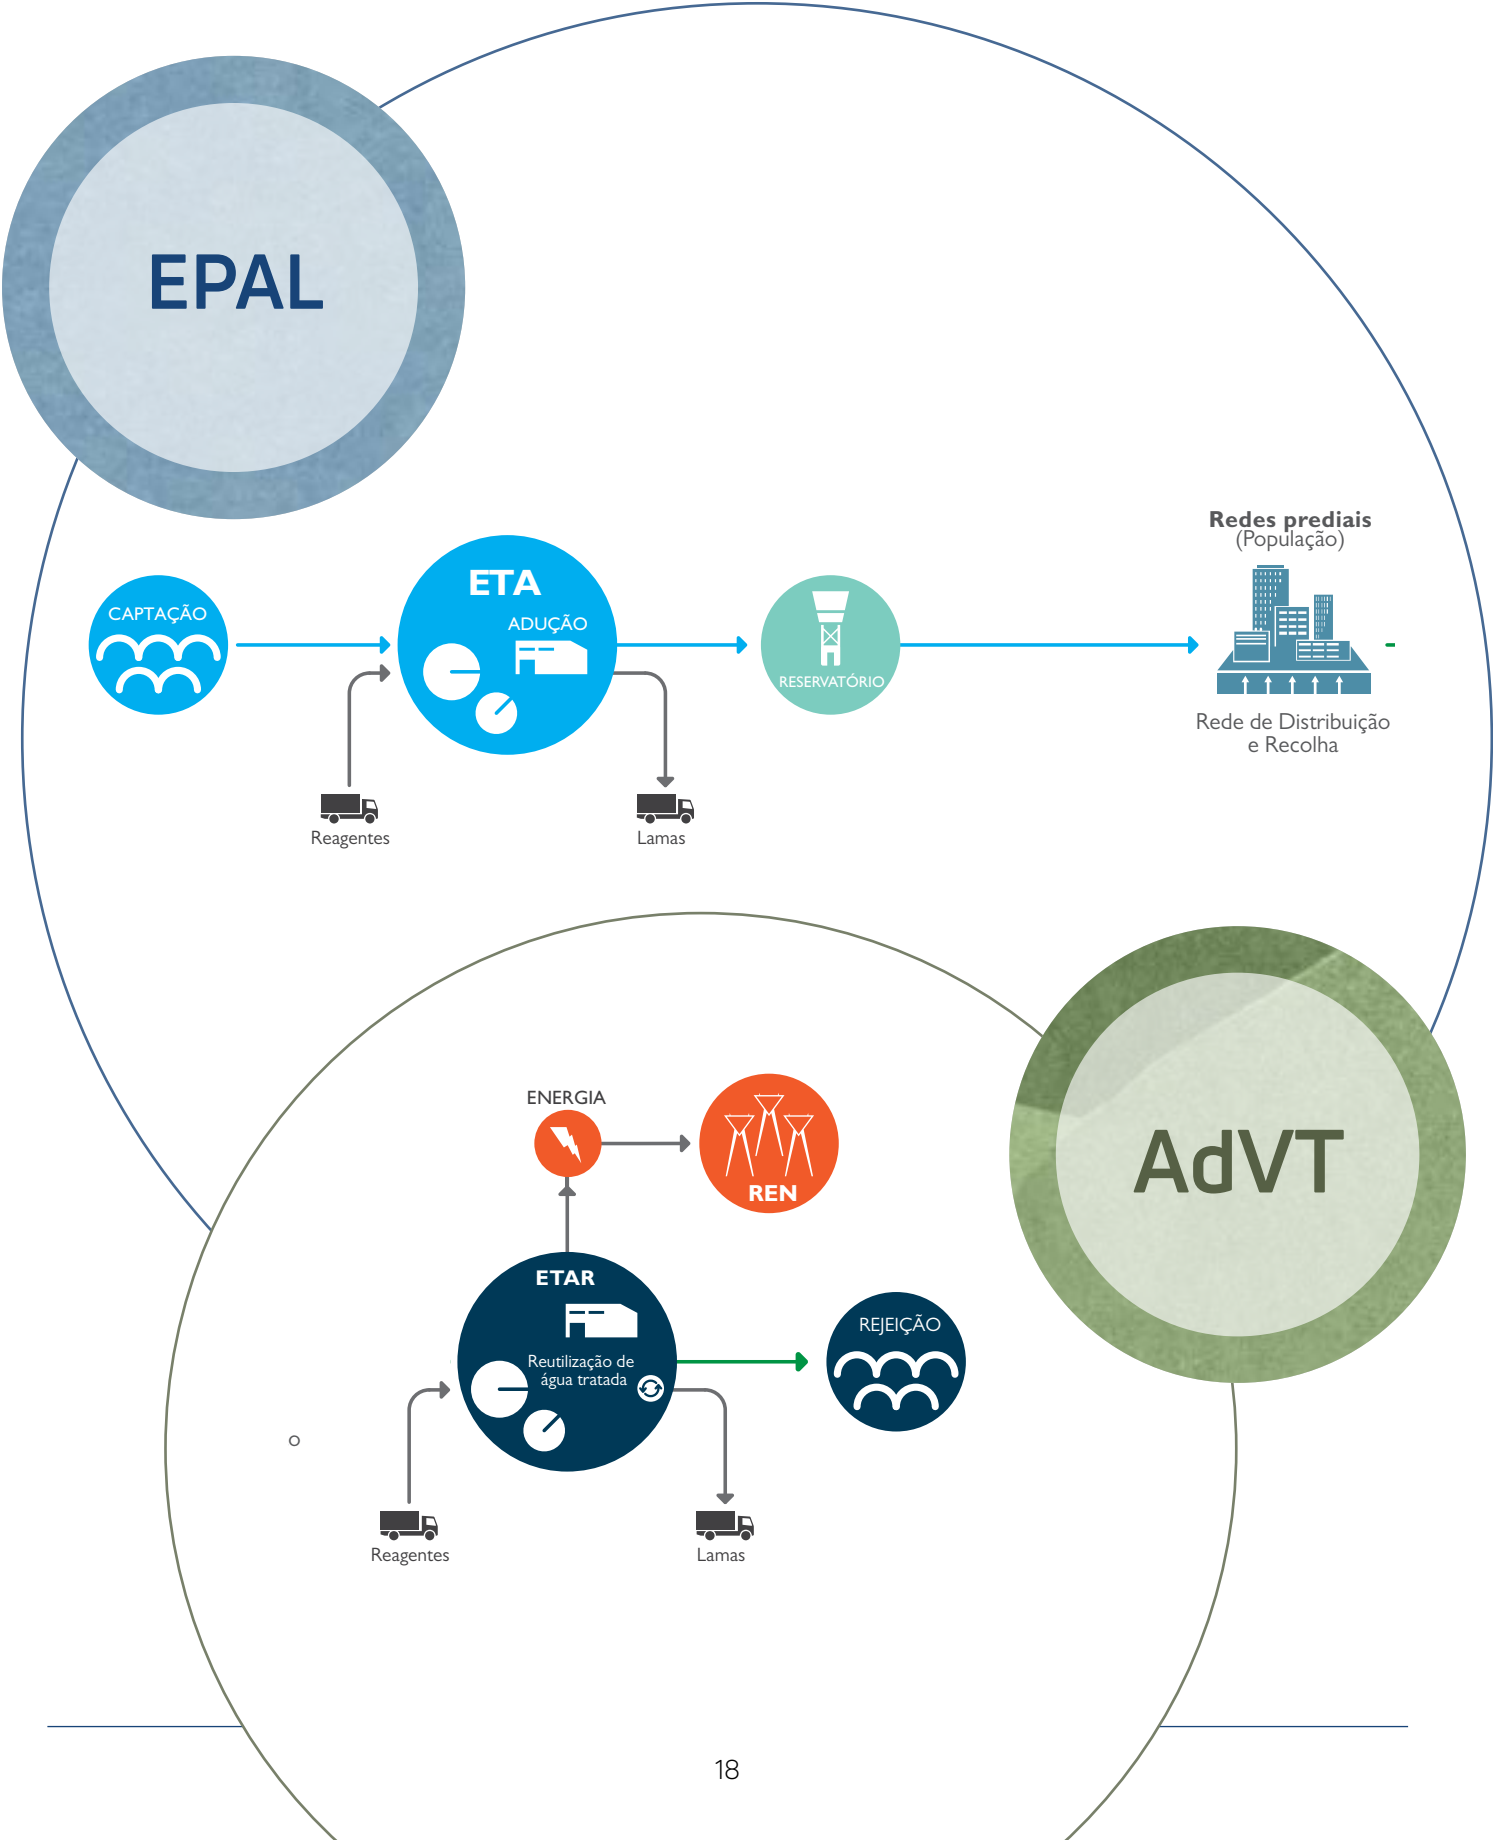 EPAL
Redes prediais
(População)
CAPTAÇÃO
ETA
ADUÇÃO
RESERVATÓRIO
Rede de Distribuição
e Recolha
Reagentes
Lamas
AdVT
ENERGIA
REN
ETAR
Reutilização de
água tratada
REJEIÇÃO
Reagentes
Lamas
18